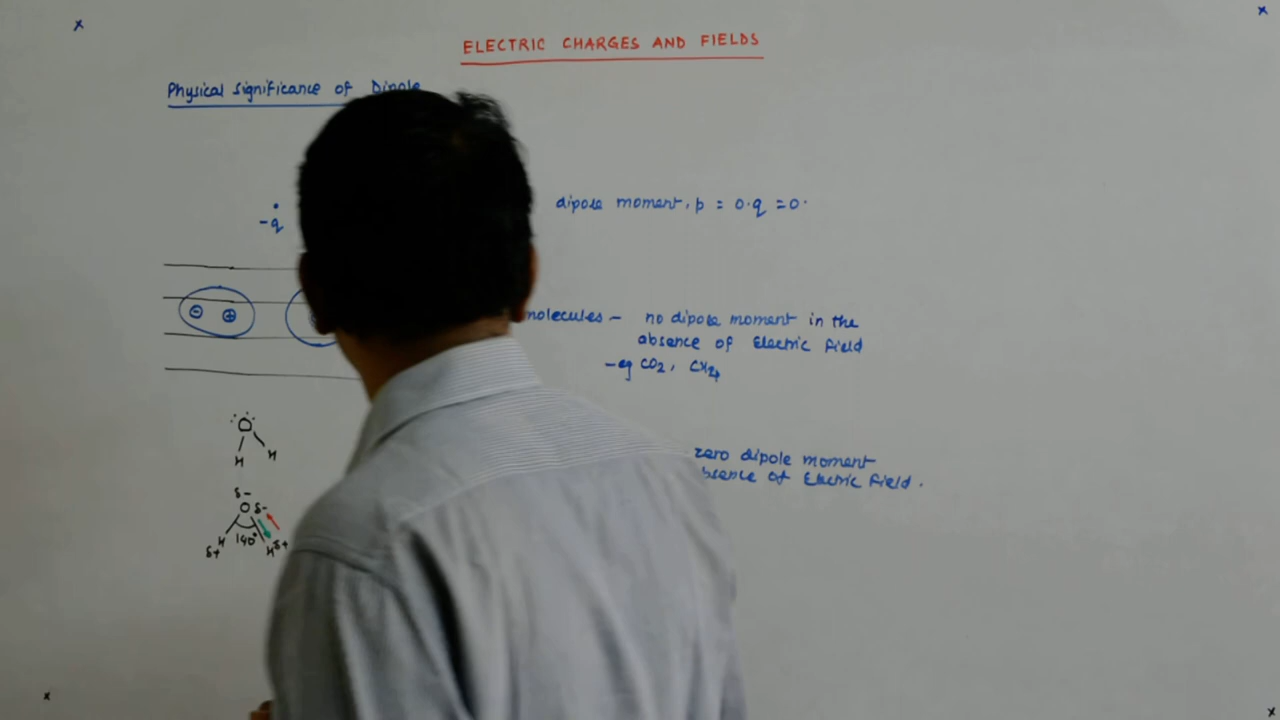 ELECTRIC CHARGES AND FIELDS
Physical Significance of Dipole
-q
dipole moment, p = 0.q = 0.
molecules – no dipole moment in the
absence of Electric Field
- eg CO2, CH4
O
H H
zero dipole moment
absence of Electric Field.
δ-
O δ-
H 140° H δ+
δ+